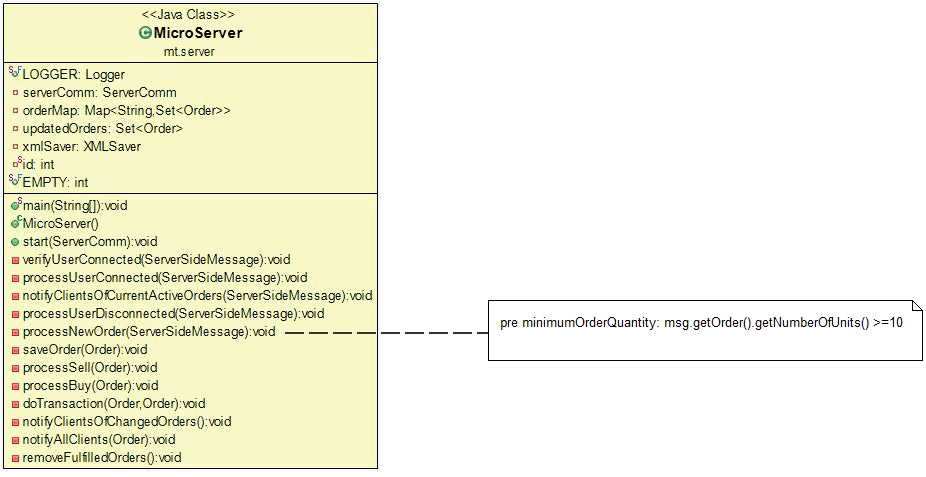 <<Java Class>>
MicroServer
mt.server
LOGGER: Logger
serverComm: ServerComm
orderMap: Map<String,Set<Order>>
updatedOrders: Set<Order>
xmlSaver: XMLSaver
id: int
EMPTY: int
main(String[]):void
MicroServer()
start(ServerComm):void
verifyUserConnected(ServerSideMessage):void
processUserConnected(ServerSideMessage):void
notifyClientsOfCurrentActiveOrders(ServerSideMessage):void
processUserDisconnected(ServerSideMessage):void
processNewOrder(ServerSideMessage):void
pre minimumOrderQuantity: msg.getOrder().getNumberOfUnits() >=10
saveOrder(Order):void
processSell(Order):void
processBuy(Order):void
doTransaction(Order,Order):void
notifyClientsOfChangedOrders():void
notifyAllClients(Order):void
removeFulfilledOrders():void